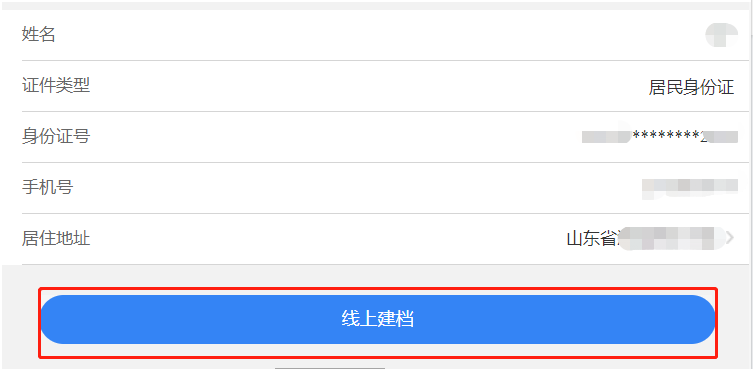 姓名
证件类型 居民身份证
身份证号 ********
手机号
居住地址 山东省
线上建档